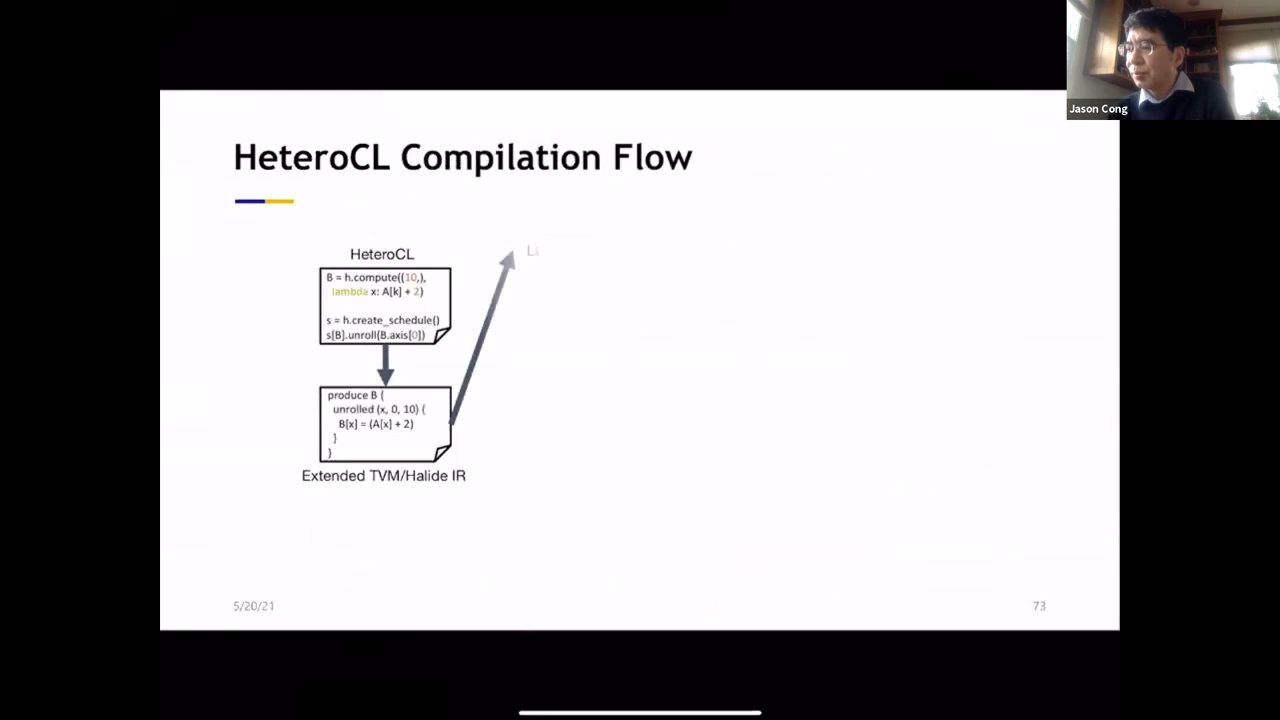 Jason Cong
HeteroCL Compilation Flow
HeteroCL
B = h.compute((10,),
lambda x: A[k] + 2)
s = h.create_schedule()
s[B].unroll(B.axis[0])
produce B {
unrolled (x, 0, 10) {
B[x] = (A[x] + 2)
}
}
Extended TVM/Halide IR
5/20/21
73